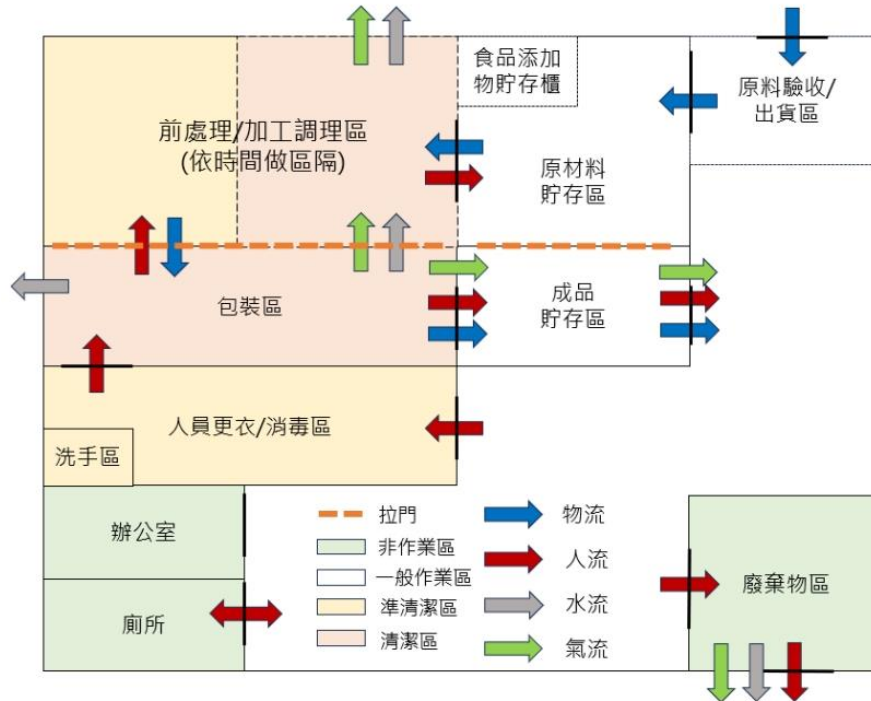 食品添加
物貯存櫃
原料驗收/
出貨區
前處理/加工調理區
(依時間做區隔)
原材料
貯存區
包裝區
成品
貯存區
人員更衣/消毒區
洗手區
辦公室
廁所
拉門
非作業區
一般作業區
準清潔區
清潔區
物流
人流
水流
氣流
廢棄物區